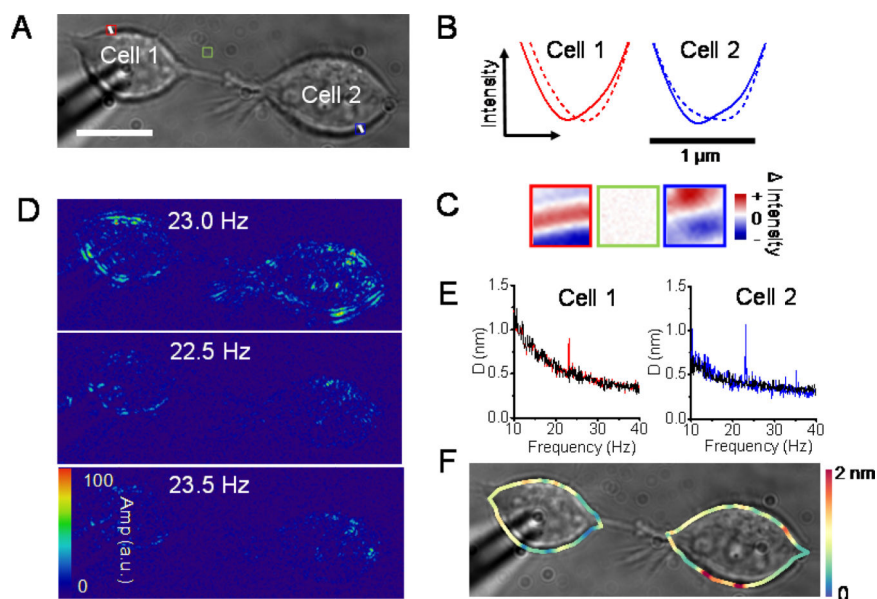 A
Cell 1
Cell 2
B
Cell 1
Cell 2
Intensity
1 μm
C
Δ Intensity
+
0
-
D
23.0 Hz
22.5 Hz
23.5 Hz
100
Amp (a.u.)
0
E
Cell 1
Cell 2
1.5
1.0
0.5
0.0
D (nm)
10 20 30 40
Frequency (Hz)
1.5
1.0
0.5
0.0
D (nm)
10 20 30 40
Frequency (Hz)
F
2 nm
0